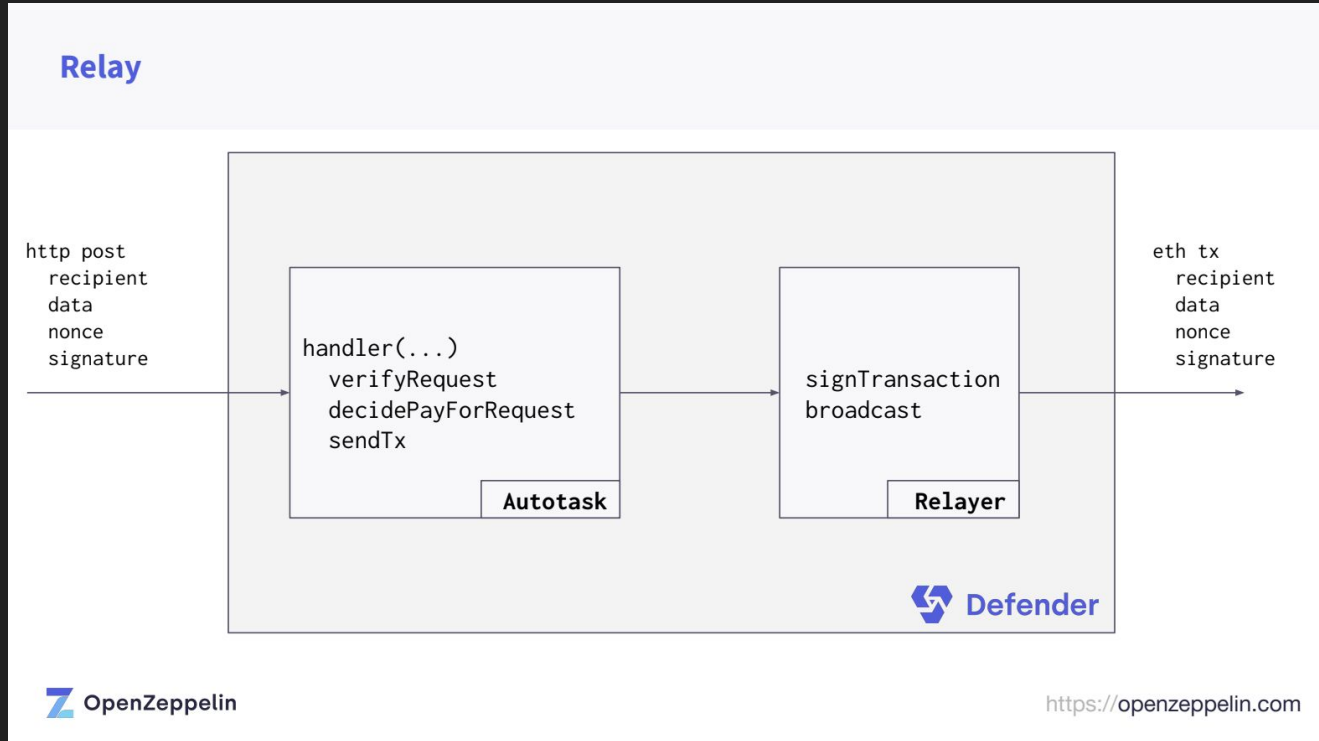 Relay
http post
recipient
data
nonce
signature
handler(...)
verifyRequest
decidePayForRequest
sendTx
Autotask
signTransaction
broadcast
Relayer
eth tx
recipient
data
nonce
signature
Defender
OpenZeppelin
https://openzeppelin.com